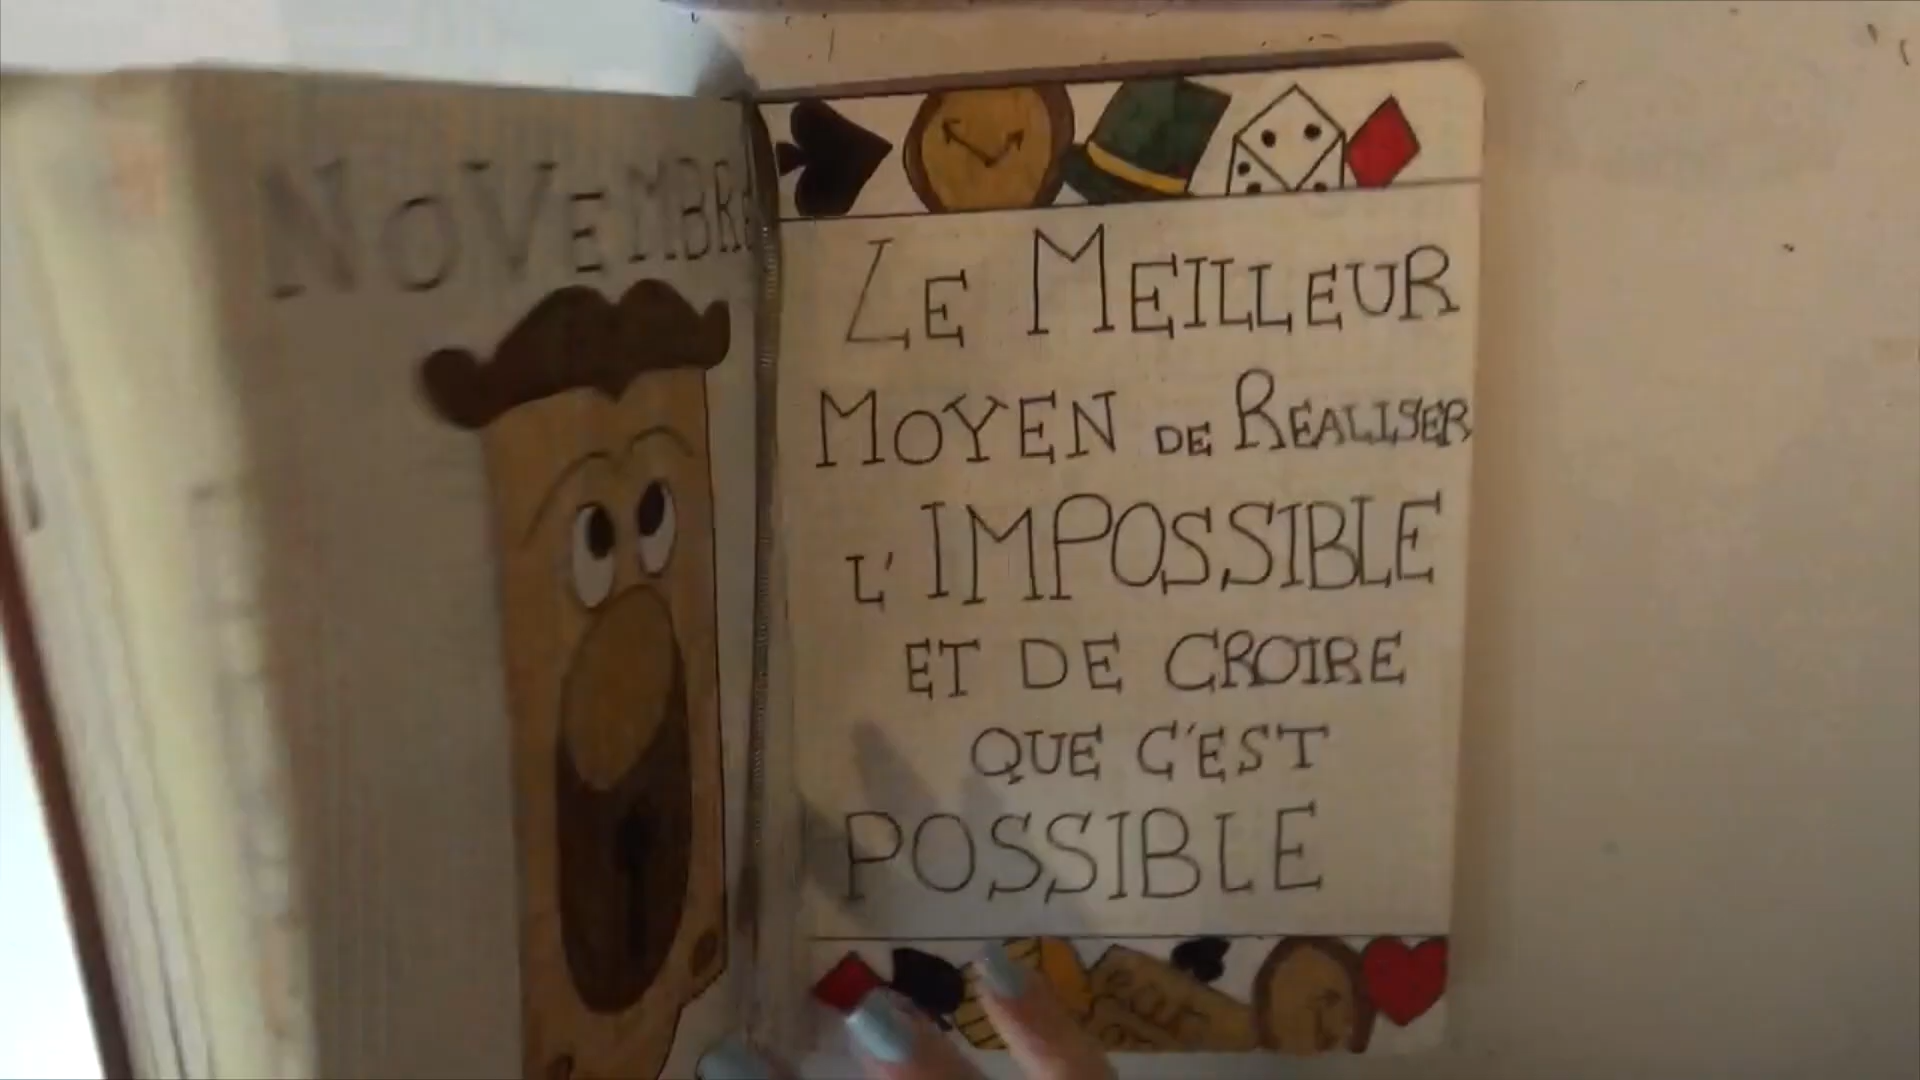 NOVEMBRE
LE MEILLEUR
MOYEN DE REALISER
L'IMPOSSIBLE
ET DE CROIRE
QUE C'EST
POSSIBLE